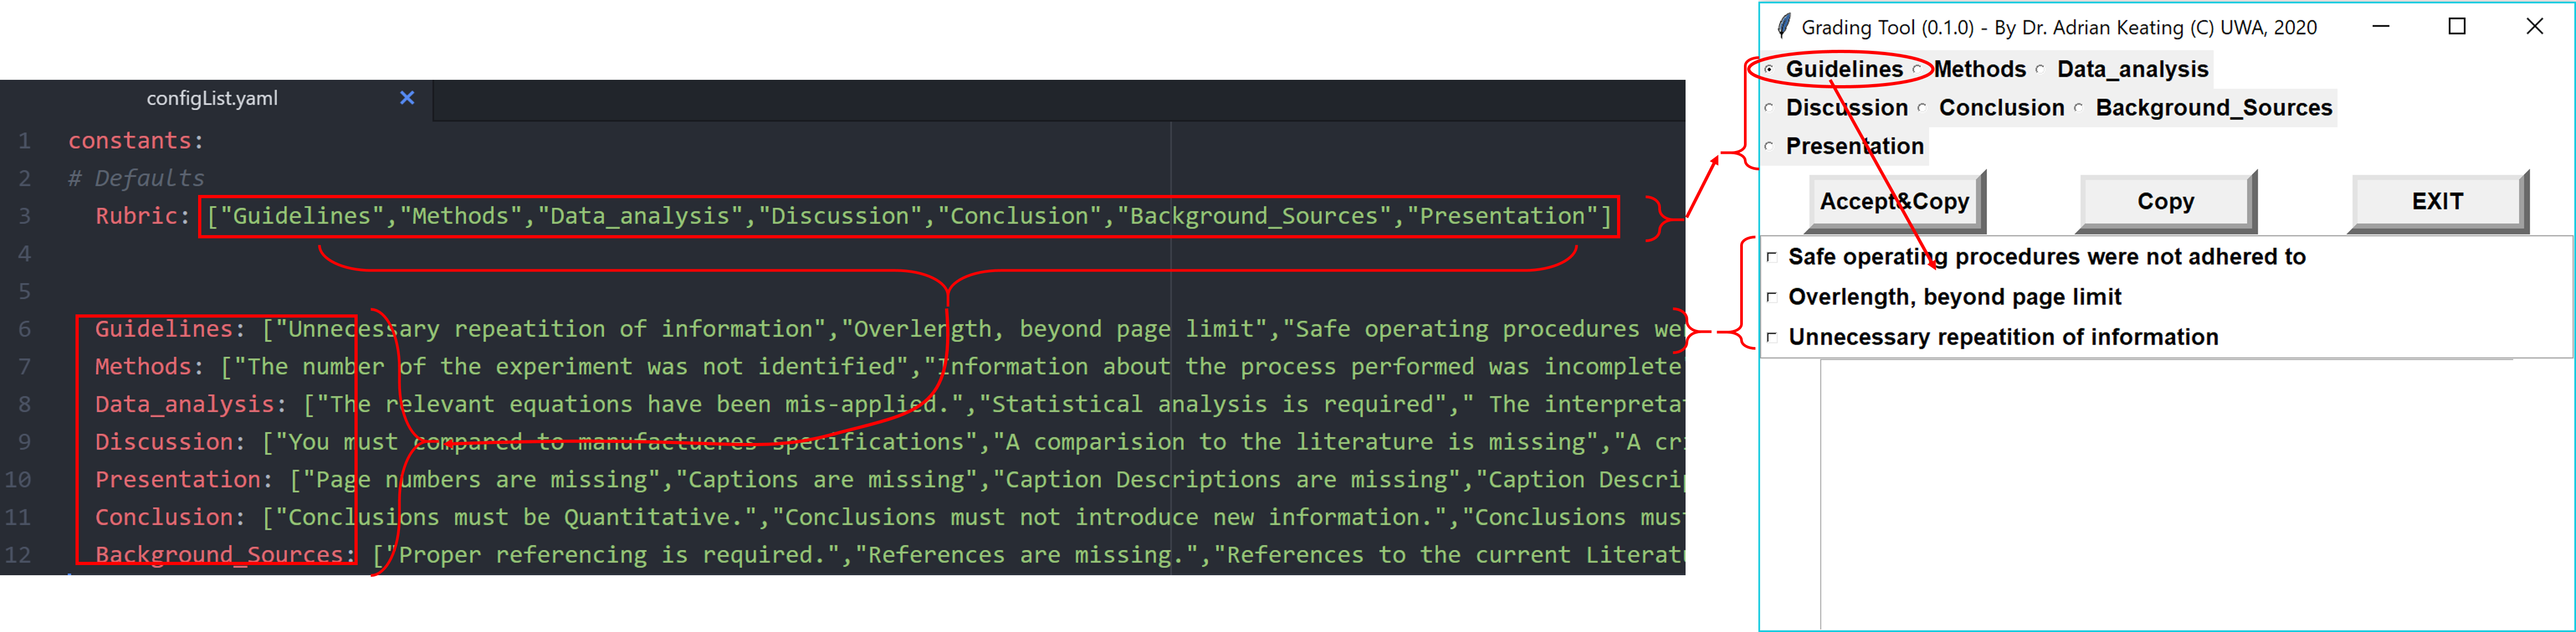 configList.yaml
1 constants:
2 # Defaults
3 Rubric: ["Guidelines","Methods","Data_analysis","Discussion","Conclusion","Background_Sources","Presentation"]
4
5
6 Guidelines: ["Unnecessary repeatition of information","Overlength, beyond page limit","Safe operating procedures we
7 Methods: ["The number of the experiment was not identified","Information about the process performed was incomplete
8 Data_analysis: ["The relevant equations have been mis-applied.","Statistical analysis is required"," The interpreta
9 Discussion: ["You must compared to manufactueres specifications","A comparision to the literature is missing","A cr
10 Presentation: ["Page numbers are missing","Captions are missing","Caption Descriptions are missing","Caption Descri
11 Conclusion: ["Conclusions must be Quantitative.","Conclusions must not introduce new information.","Conclusions mus
12 Background_Sources: ["Proper referencing is required.","References are missing.","References to the current Literat
Grading Tool (0.1.0) - By Dr. Adrian Keating (C) UWA, 2020
Guidelines Methods Data_analysis
Discussion Conclusion Background_Sources
Presentation
Accept&Copy Copy EXIT
Safe operating procedures were not adhered to
Overlength, beyond page limit
Unnecessary repeatition of information